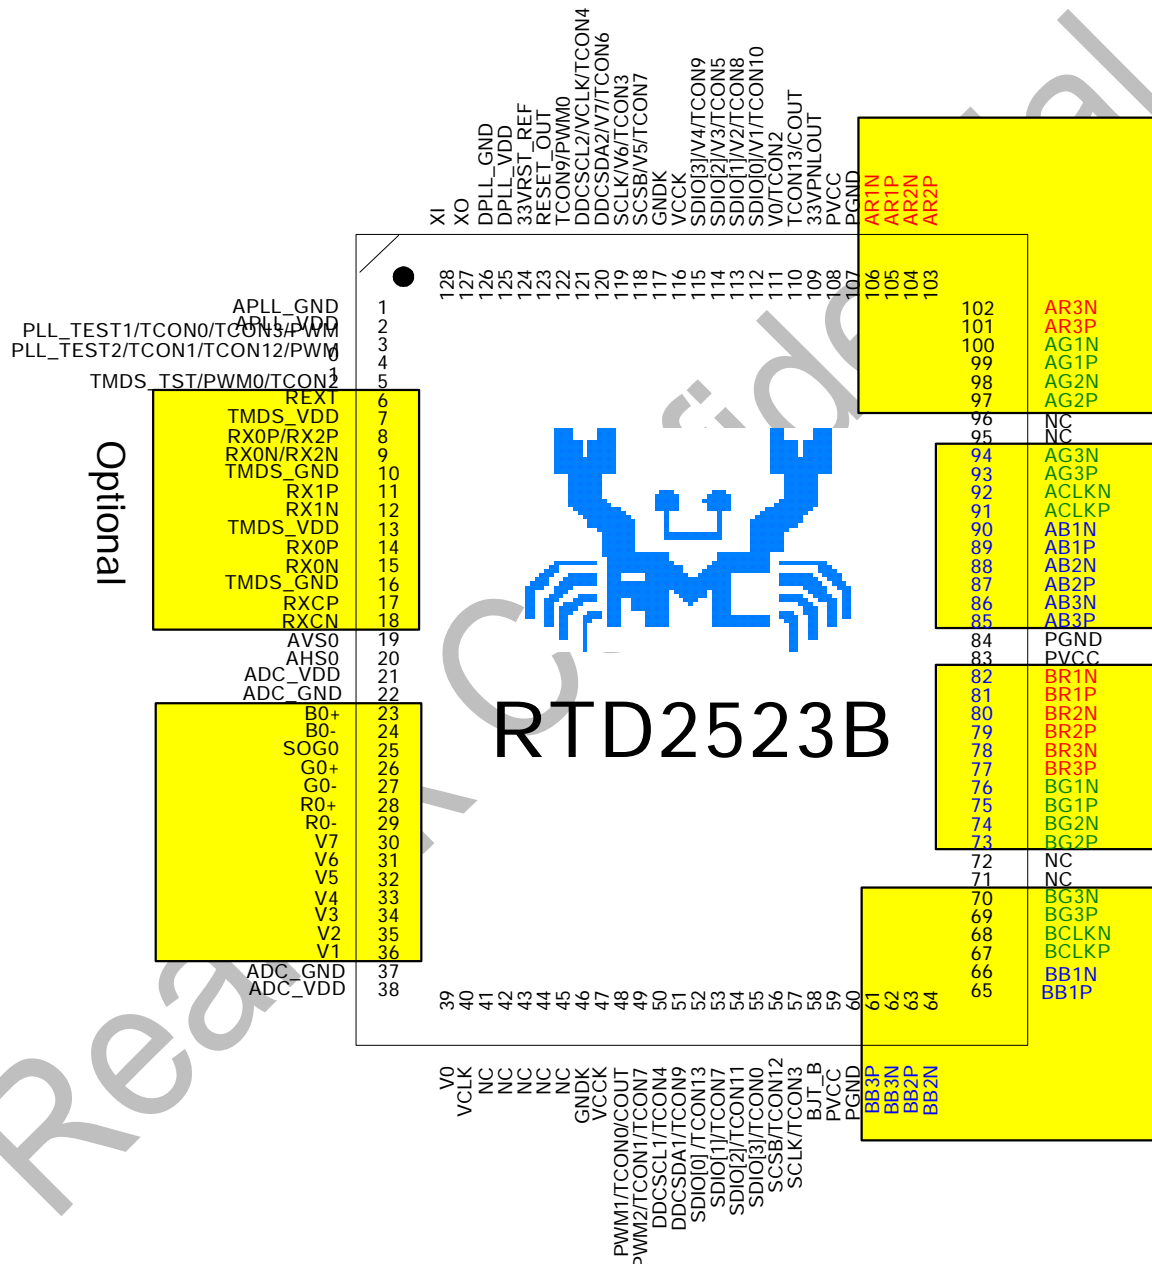 XI
XO
DPLL_GND
DPLL_VDD
33VRST_REF
RESET_OUT
TCON9/PWM0
DDCSCL2/VCLK/TCON4
DDCSDA2/V7/TCON6
SCLK/V6/TCON3
SCSB/V5/TCON7
GNDK
VCCK
SDIO[3]/V4/TCON9
SDIO[2]/V3/TCON5
SDIO[1]/V2/TCON8
SDIO[0]/V1/TCON10
V0/TCON2
TCON13/COUT
33VPNLOUT
PVCC
PGND
AR1N
AR1P
AR2N
AR2P
128
127
126
125
124
123
122
121
120
119
118
117
116
115
114
113
112
111
110
109
108
107
106
105
104
103
APLL_GND 1
APLL_VDD 2
PLL_TEST1/TCON0/TCON3/PWM
0
3
PLL_TEST2/TCON1/TCON12/PWM
1
4
TMDS_TST/PWM0/TCON2 5
REXT 6
TMDS_VDD 7
RX0P/RX2P 8
RX0N/RX2N 9
TMDS_GND 10
RX1P 11
RX1N 12
TMDS_VDD 13
RX0P 14
RX0N 15
TMDS_GND 16
RXCP 17
RXCN 18
AVS0 19
AHS0 20
ADC_VDD 21
ADC_GND 22
B0+ 23
B0- 24
SOG0 25
G0+ 26
G0- 27
R0+ 28
R0- 29
V7 30
V6 31
V5 32
V4 33
V3 34
V2 35
V1 36
ADC_GND 37
ADC_VDD 38
Optional
RTD2523B
102 AR3N
101 AR3P
100 AG1N
99 AG1P
98 AG2N
97 AG2P
96 NC
95 NC
94 AG3N
93 AG3P
92 ACLKN
91 ACLKP
90 AB1N
89 AB1P
88 AB2N
87 AB2P
86 AB3N
85 AB3P
84 PGND
83 PVCC
82 BR1N
81 BR1P
80 BR2N
79 BR2P
78 BR3N
77 BR3P
76 BG1N
75 BG1P
74 BG2N
73 BG2P
72 NC
71 NC
70 BG3N
69 BG3P
68 BCLKN
67 BCLKP
66 BB1N
65 BB1P
39
40
41
42
43
44
45
46
47
48
49
50
51
52
53
54
55
56
57
58
59
60
61
62
63
64
V0
VCLK
NC
NC
NC
NC
NC
GNDK
VCCK
PWM1/TCON0/COUT
PWM2/TCON1/TCON7
DDCSCL1/TCON4
DDCSDA1/TCON9
SDIO[0]/TCON13
SDIO[1]/TCON7
SDIO[2]/TCON11
SDIO[3]/TCON0
SCSB/TCON12
SCLK/TCON3
BJT_B
PVCC
PGND
BB3P
BB3N
BB2P
BB2N